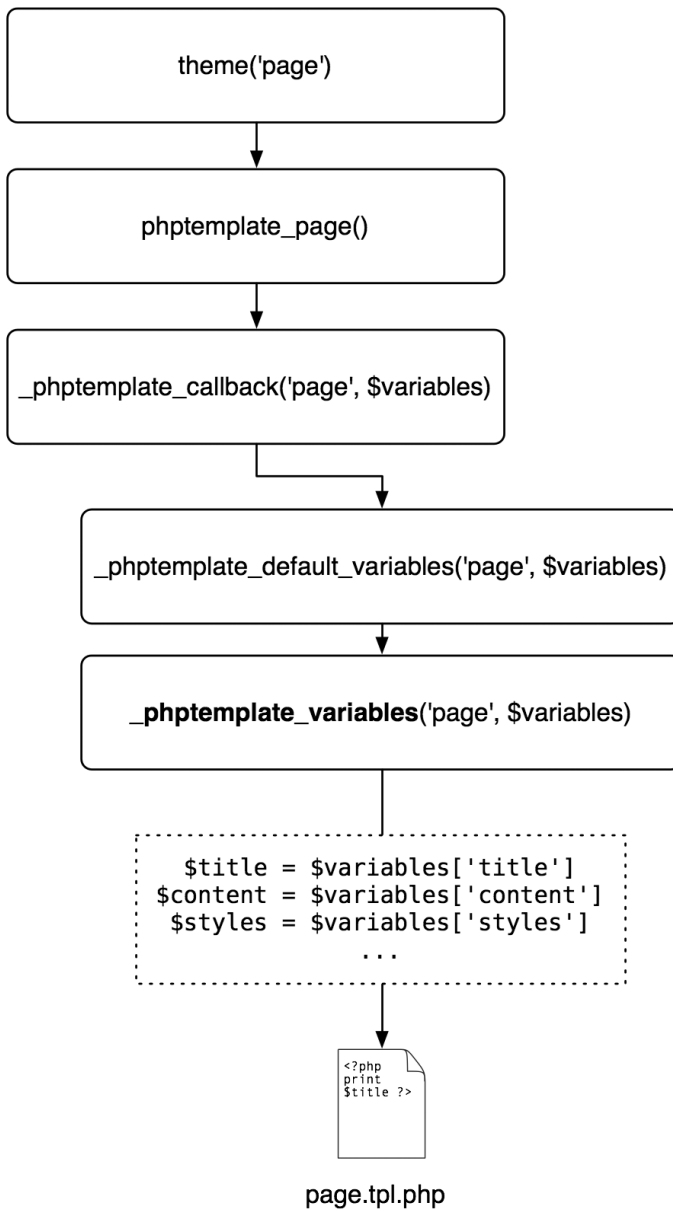 theme('page')
phptemplate_page()
_phptemplate_callback('page', $variables)
_phptemplate_default_variables('page', $variables)
_phptemplate_variables('page', $variables)
$title = $variables['title']
$content = $variables['content']
$styles = $variables['styles']
...
<?php
print
$title ?>
page.tpl.php